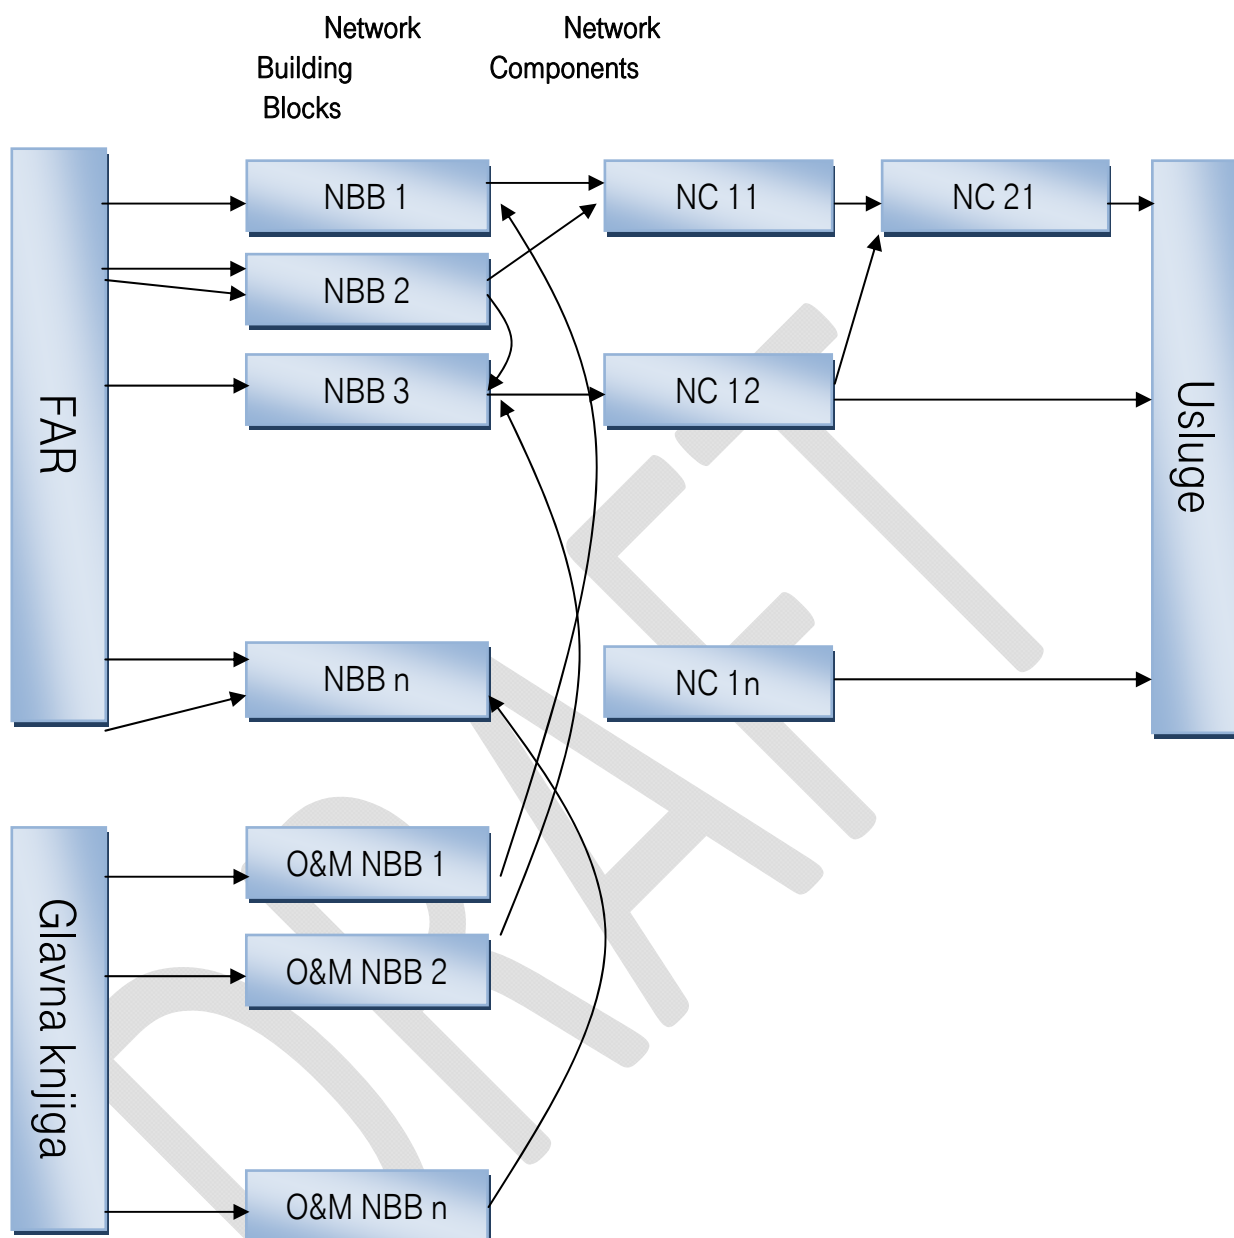 Network
Building
Blocks
Network
Components
FAR
NBB 1
NBB 2
NBB 3
NBB n
NC 11
NC 21
NC 12
NC 1n
Usluge
Glavna knjiga
O&M NBB 1
O&M NBB 2
O&M NBB n
DRAFT